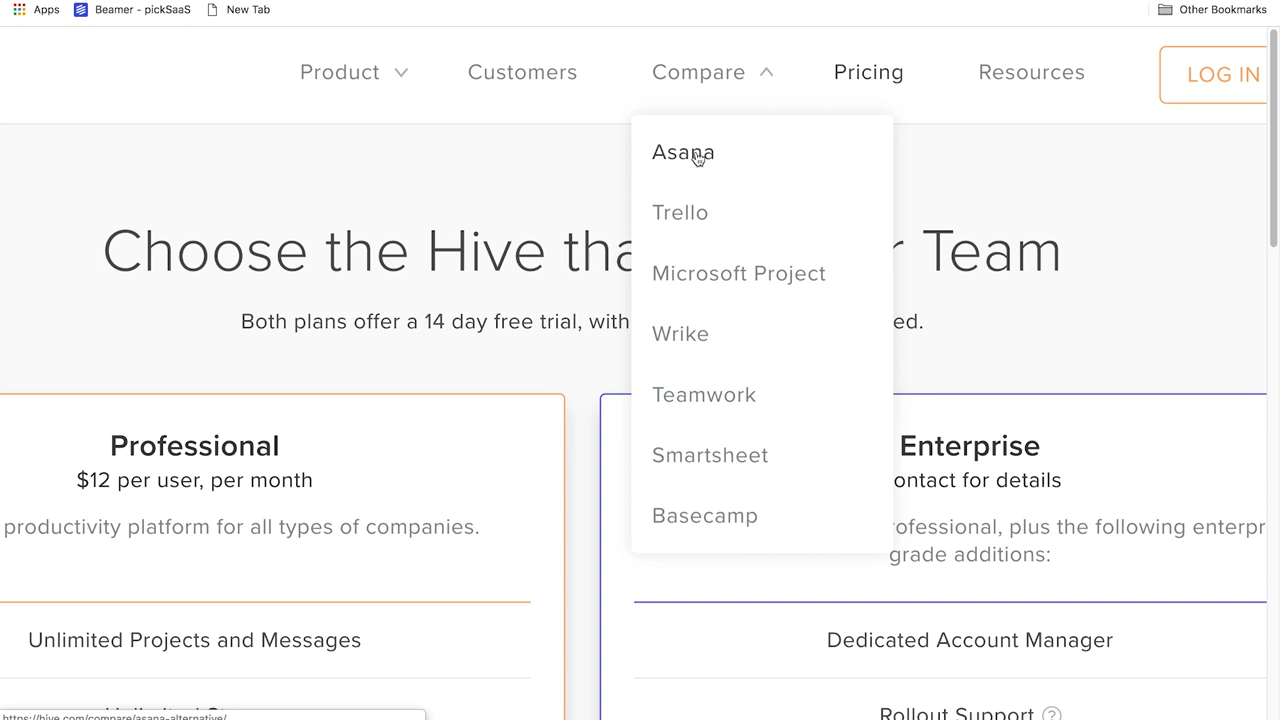 Apps Beamer - pickSaaS New Tab Other Bookmarks
Product Customers Compare Pricing Resources LOG IN
Asana
Trello
Microsoft Project
Wrike
Teamwork
Smartsheet
Basecamp
Choose the Hive tha r Team
Both plans offer a 14 day free trial, with ed.
Professional
$12 per user, per month
productivity platform for all types of companies.
Unlimited Projects and Messages
Enterprise
ontact for details
ofessional, plus the following enterpr
grade additions:
Dedicated Account Manager
Rollout Support ?
https://hive.com/compare/asana-alternative/